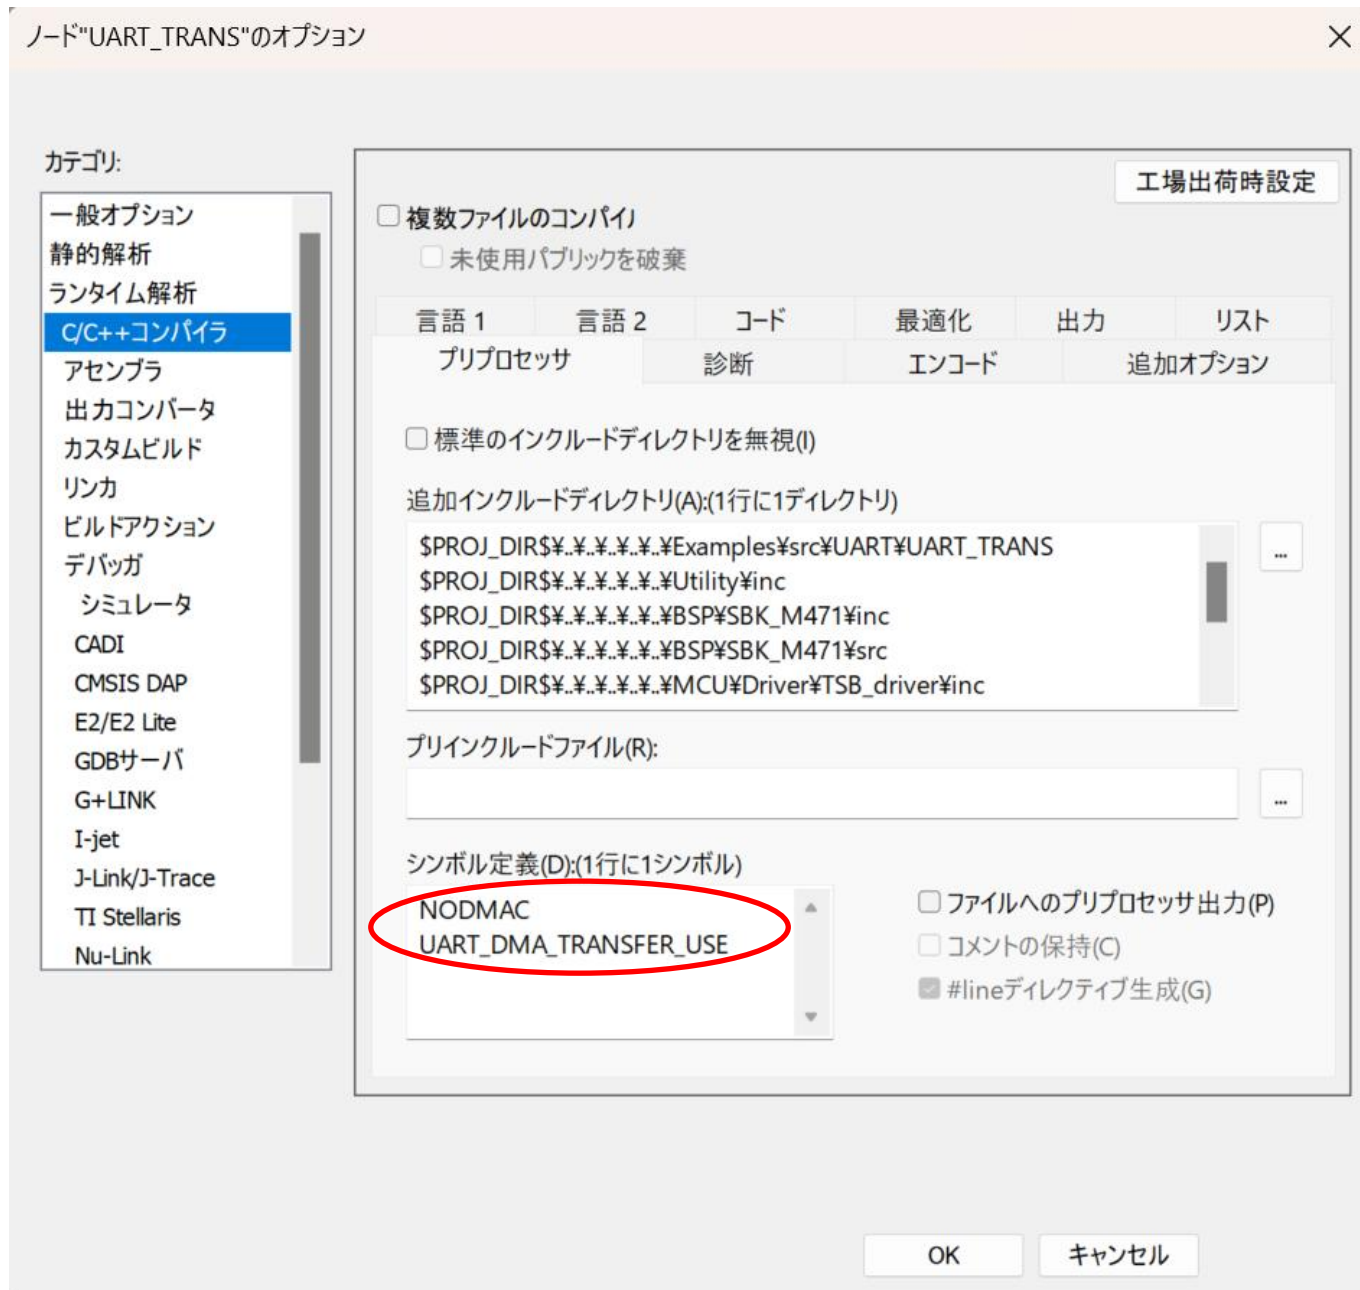 ノード"UART_TRANS"のオプション
カテゴリ:
一般オプション
静的解析
ランタイム解析
C/C++コンパイラ
アセンブラ
出力コンバータ
カスタムビルド
リンカ
ビルドアクション
デバッガ
シミュレータ
CADI
CMSIS DAP
E2/E2 Lite
GDBサーバ
G+LINK
I-jet
J-Link/J-Trace
TI Stellaris
Nu-Link
工場出荷時設定
複数ファイルのコンパイル
未使用パブリックを破棄
言語 1 言語 2 コード 最適化 出力 リスト
プリプロセッサ 診断 エンコード 追加オプション
標準のインクルードディレクトリを無視(I)
追加インクルードディレクトリ(A):(1行に1ディレクトリ)
$PROJ_DIR$¥..¥..¥..¥..¥..¥Examples¥src¥UART¥UART_TRANS
$PROJ_DIR$¥..¥..¥..¥..¥..¥Utility¥inc
$PROJ_DIR$¥..¥..¥..¥..¥..¥BSP¥SBK_M471¥inc
$PROJ_DIR$¥..¥..¥..¥..¥..¥BSP¥SBK_M471¥src
$PROJ_DIR$¥..¥..¥..¥..¥..¥MCU¥Driver¥TSB_driver¥inc
...
プリインクルードファイル(R):
...
シンボル定義(D):(1行に1シンボル)
NODMAC
UART_DMA_TRANSFER_USE
ファイルへのプリプロセッサ出力(P)
コメントの保持(C)
#lineディレクティブ生成(G)
OK キャンセル